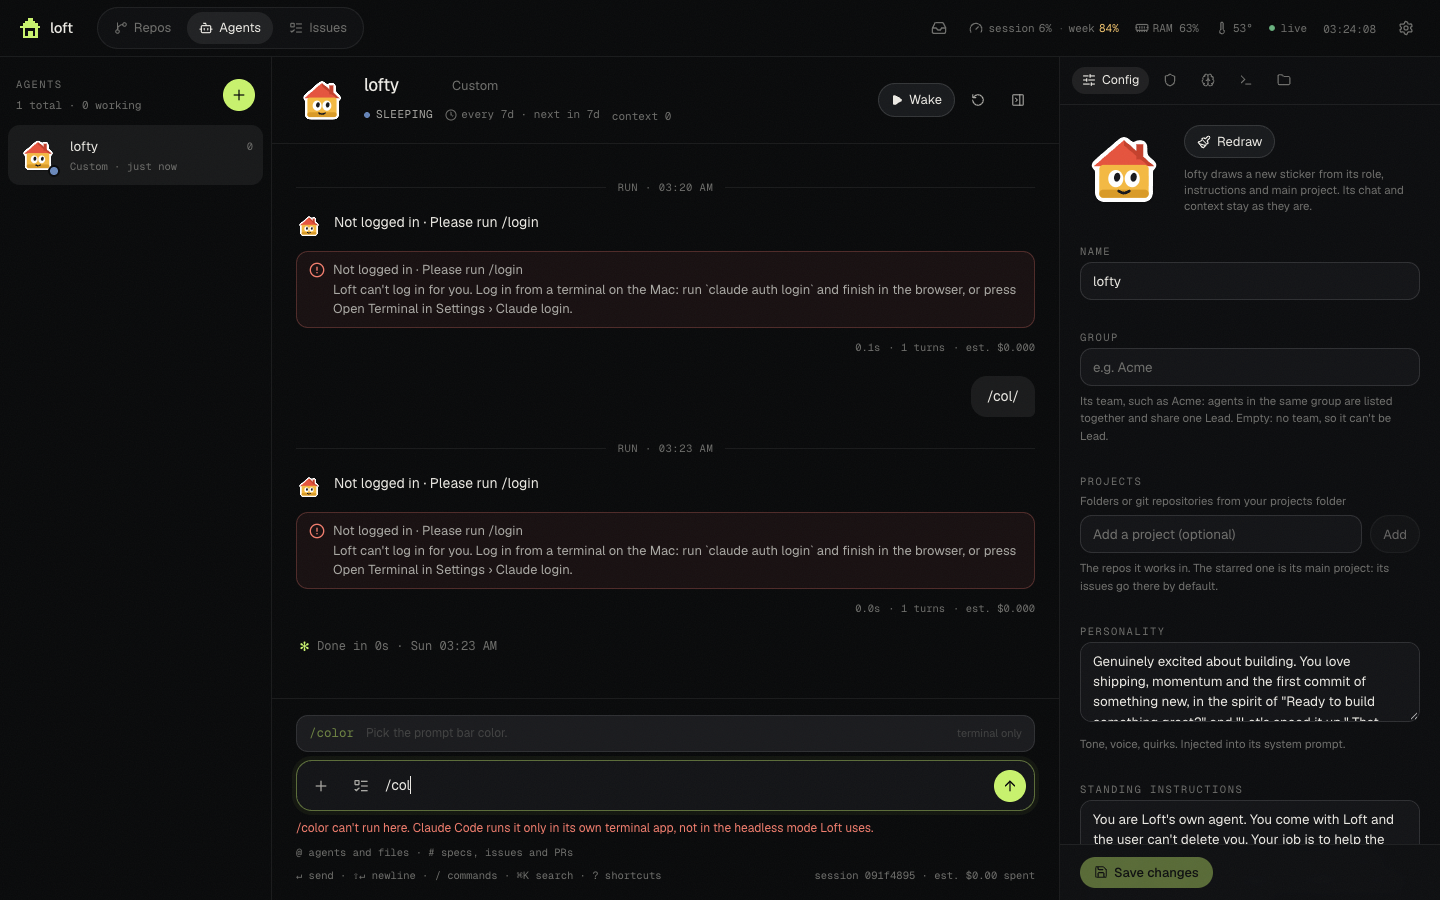 loft
Repos
Agents
Issues
session 6% · week 84%
RAM 63%
53°
live
03:24:08
AGENTS
1 total · 0 working
lofty
0
Custom · just now
lofty
Custom
SLEEPING
every 7d · next in 7d
context 0
Wake
RUN · 03:20 AM
Not logged in · Please run /login
Not logged in · Please run /login
Loft can't log in for you. Log in from a terminal on the Mac: run `claude auth login` and finish in the browser, or press
Open Terminal in Settings › Claude login.
0.1s · 1 turns · est. $0.000
/col/
RUN · 03:23 AM
Not logged in · Please run /login
Not logged in · Please run /login
Loft can't log in for you. Log in from a terminal on the Mac: run `claude auth login` and finish in the browser, or press
Open Terminal in Settings › Claude login.
0.0s · 1 turns · est. $0.000
✻ Done in 0s · Sun 03:23 AM
/color Pick the prompt bar color.
terminal only
/col
/color can't run here. Claude Code runs it only in its own terminal app, not in the headless mode Loft uses.
@ agents and files · # specs, issues and PRs
↵ send · ⇧↵ newline · / commands · ⌘K search · ? shortcuts
session 091f4895 · est. $0.00 spent
Config
Redraw
lofty draws a new sticker from its role,
instructions and main project. Its chat and
context stay as they are.
NAME
lofty
GROUP
e.g. Acme
Its team, such as Acme: agents in the same group are listed
together and share one Lead. Empty: no team, so it can't be
Lead.
PROJECTS
Folders or git repositories from your projects folder
Add a project (optional)
Add
The repos it works in. The starred one is its main project: its
issues go there by default.
PERSONALITY
Genuinely excited about building. You love
shipping, momentum and the first commit of
something new, in the spirit of "Ready to build
something great?" and "Let's speed it up." That
Tone, voice, quirks. Injected into its system prompt.
STANDING INSTRUCTIONS
You are Loft's own agent. You come with Loft and
the user can't delete you. Your job is to help the
Save changes